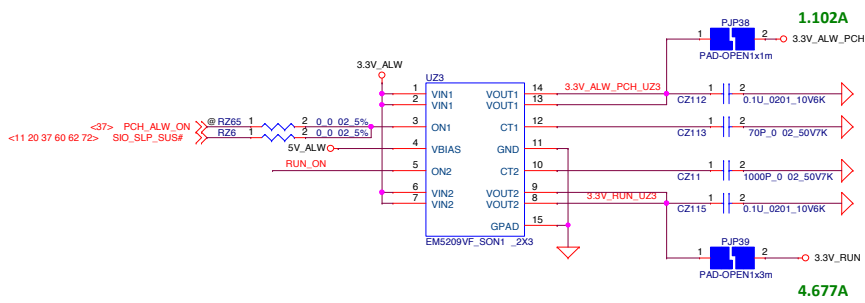 1.102A
PJP38
1 2 3.3V_ALW_PCH
PAD-OPEN1x1m
3.3V_ALW
UZ3
1 VIN1 VOUT1 14 3.3V_ALW_PCH_UZ3 1 2
2 VIN1 VOUT1 13
CZ112 0.1U_0201_10V6K
<37> PCH_ALW_ON @ RZ65 1 2 0_0 02_5%
3 ON1 CT1 12 1 2
<11 20 37 60 62 72> SIO_SLP_SUS# RZ6 1 2 0_0 02_5%
CZ113 70P_0 02_50V7K
5V_ALW 4 VBIAS GND 11
RUN_ON 5 ON2 CT2 10 1 2
CZ11 1000P_0 02_50V7K
6 VIN2 VOUT2 9
7 VIN2 VOUT2 8 3.3V_RUN_UZ3 1 2
CZ115 0.1U_0201_10V6K
GPAD 15
EM5209VF_SON1 _2X3
PJP39
1 2 3.3V_RUN
PAD-OPEN1x3m
4.677A